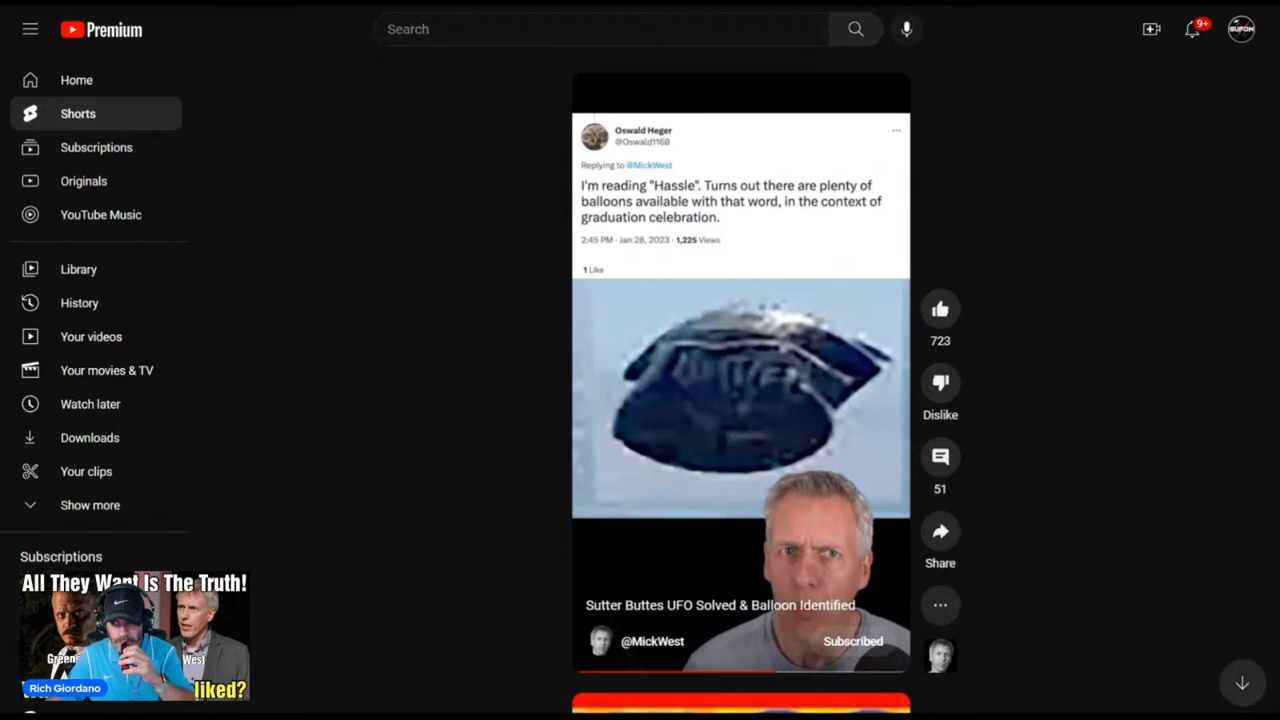 Premium
Search
9+
SUFON
Home
Shorts
Subscriptions
Originals
YouTube Music
Library
History
Your videos
Your movies & TV
Watch later
Downloads
Your clips
Show more
Subscriptions
All They Want Is The Truth!
Greens
West
liked?
Rich Giordano
Oswald Heger
@Oswald1160
Replying to @MickWest
I'm reading "Hassle". Turns out there are plenty of
balloons available with that word, in the context of
graduation celebration.
2:45 PM · Jan 28, 2023 · 1,225 Views
1 Like
Sutter Buttes UFO Solved & Balloon Identified
@MickWest
Subscribed
723
Dislike
51
Share